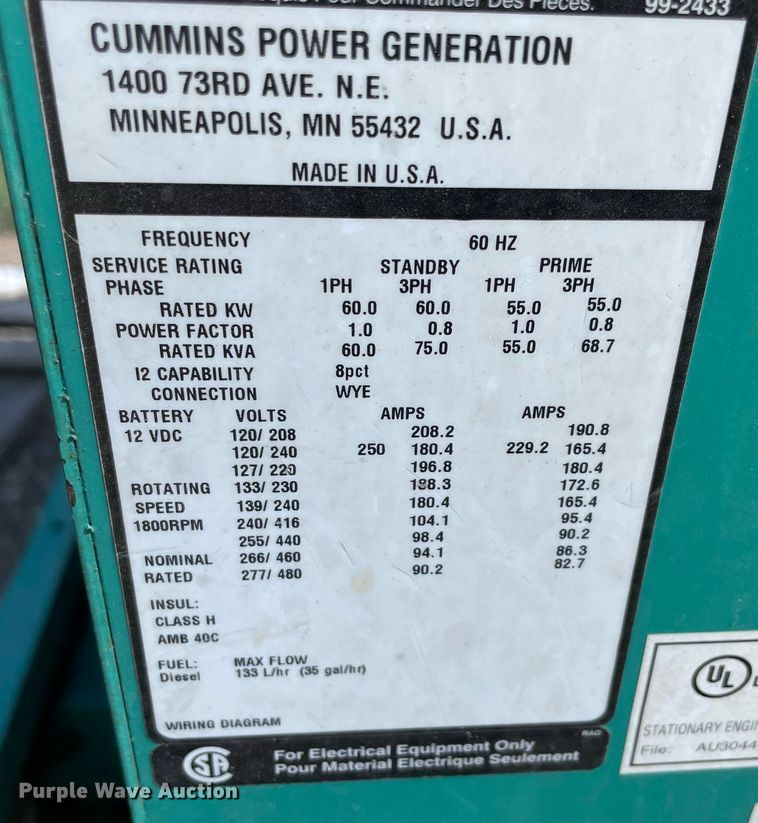 Pour Commander Des Pièces. 99-2433
CUMMINS POWER GENERATION
1400 73RD AVE. N.E.
MINNEAPOLIS, MN 55432 U.S.A.
MADE IN U.S.A.
FREQUENCY 60 HZ
SERVICE RATING STANDBY PRIME
PHASE 1PH 3PH 1PH 3PH
RATED KW 60.0 60.0 55.0 55.0
POWER FACTOR 1.0 0.8 1.0 0.8
RATED KVA 60.0 75.0 55.0 68.7
I2 CAPABILITY 8pct
CONNECTION WYE
BATTERY VOLTS AMPS AMPS
12 VDC 120/ 208 208.2 190.8
120/ 240 250 180.4 229.2 165.4
127/ 220 196.8 180.4
ROTATING 133/ 230 188.3 172.6
SPEED 139/ 240 180.4 165.4
1800RPM 240/ 416 104.1 95.4
255/ 440 98.4 90.2
NOMINAL 266/ 460 94.1 86.3
RATED 277/ 480 90.2 82.7
INSUL:
CLASS H
AMB 40C
FUEL: MAX FLOW
Diesel 133 L/hr (35 gal/hr)
WIRING DIAGRAM RAG
SA For Electrical Equipment Only
Pour Material Electrique Seulement
UL
STATIONARY
File: AU3044
Purple Wave Auction